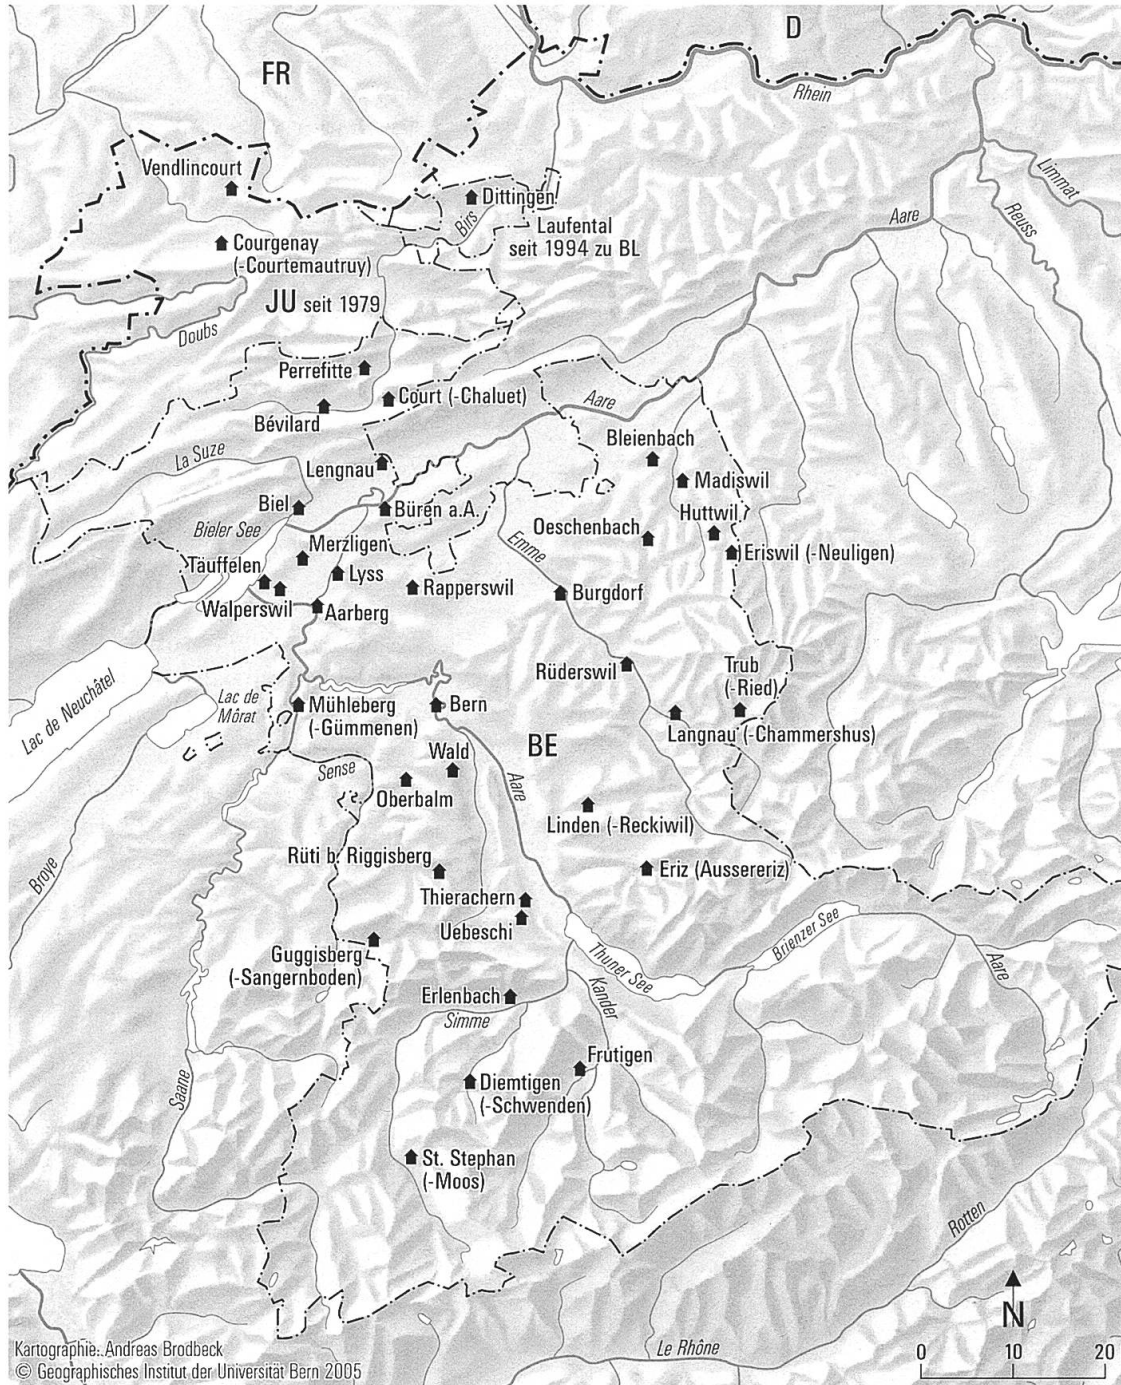 D
FR
Rhein
Vendlincourt
Dittingen
Limmat
Birs
Laufental
seit 1994 zu BL
Aare
Reuss
Courgenay
(-Courtemautruy)
JU seit 1979
Doubs
Perrefitte
Court (-Chaluet)
Aare
Bévilard
Bleienbach
La Suze
Lengnau
Madiswil
Biel
Büren a.A.
Huttwil
Oeschenbach
Bieler See
Emme
Merzligen
Eriswil (-Neuligen)
Täuffelen
Lyss
Rapperswil
Burgdorf
Walperswil
Aarberg
Rüderswil
Trub
(-Ried)
Lac de Neuchâtel
Lac de
Môrat
Mühleberg
(-Gümmenen)
Bern
Langnau (-Chammershus)
BE
Wald
Sense
Aare
Oberbalm
Linden (-Reckiwil)
Broye
Rüti b. Riggisberg
Eriz (Aussereriz)
Thierachern
Uebeschi
Brienzer See
Guggisberg
(-Sangernboden)
Thuner See
Aare
Erlenbach
Kander
Simme
Frutigen
Saane
Diemtigen
(-Schwenden)
St. Stephan
(-Moos)
Rotten
N
Kartographie: Andreas Brodbeck
© Geographisches Institut der Universität Bern 2005
Le Rhône
0 10 20